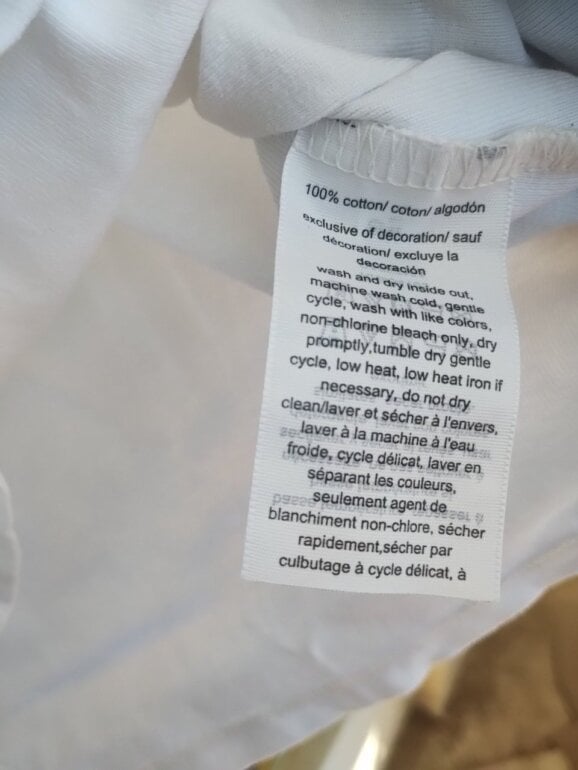 100% cotton/ coton/ algodón
exclusive of decoration/ sauf
décoration/ excluye la
decoración
wash and dry inside out,
machine wash cold, gentle
cycle, wash with like colors,
non-chlorine bleach only, dry
promptly,tumble dry gentle
cycle, low heat, low heat iron if
necessary, do not dry
clean/laver et sécher à l'envers,
laver à la machine à l'eau
froide, cycle délicat, laver en
séparant les couleurs,
seulement agent de
blanchiment non-chlore, sécher
rapidement,sécher par
culbutage à cycle délicat, à